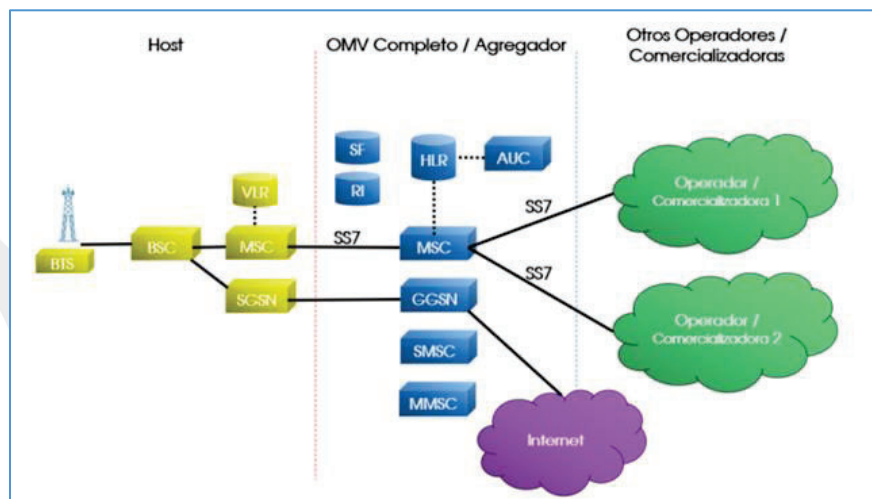 Host
OMV Completo / Agregador
Otros Operadores /
Comercializadoras
SF
RI
HLR
AUC
VLR
BTS
BSC
MSC
SS7
MSC
SGSN
GGSN
SMSC
MMSC
SS7
SS7
Operador /
Comercializadora 1
Operador /
Comercializadora 2
Internet